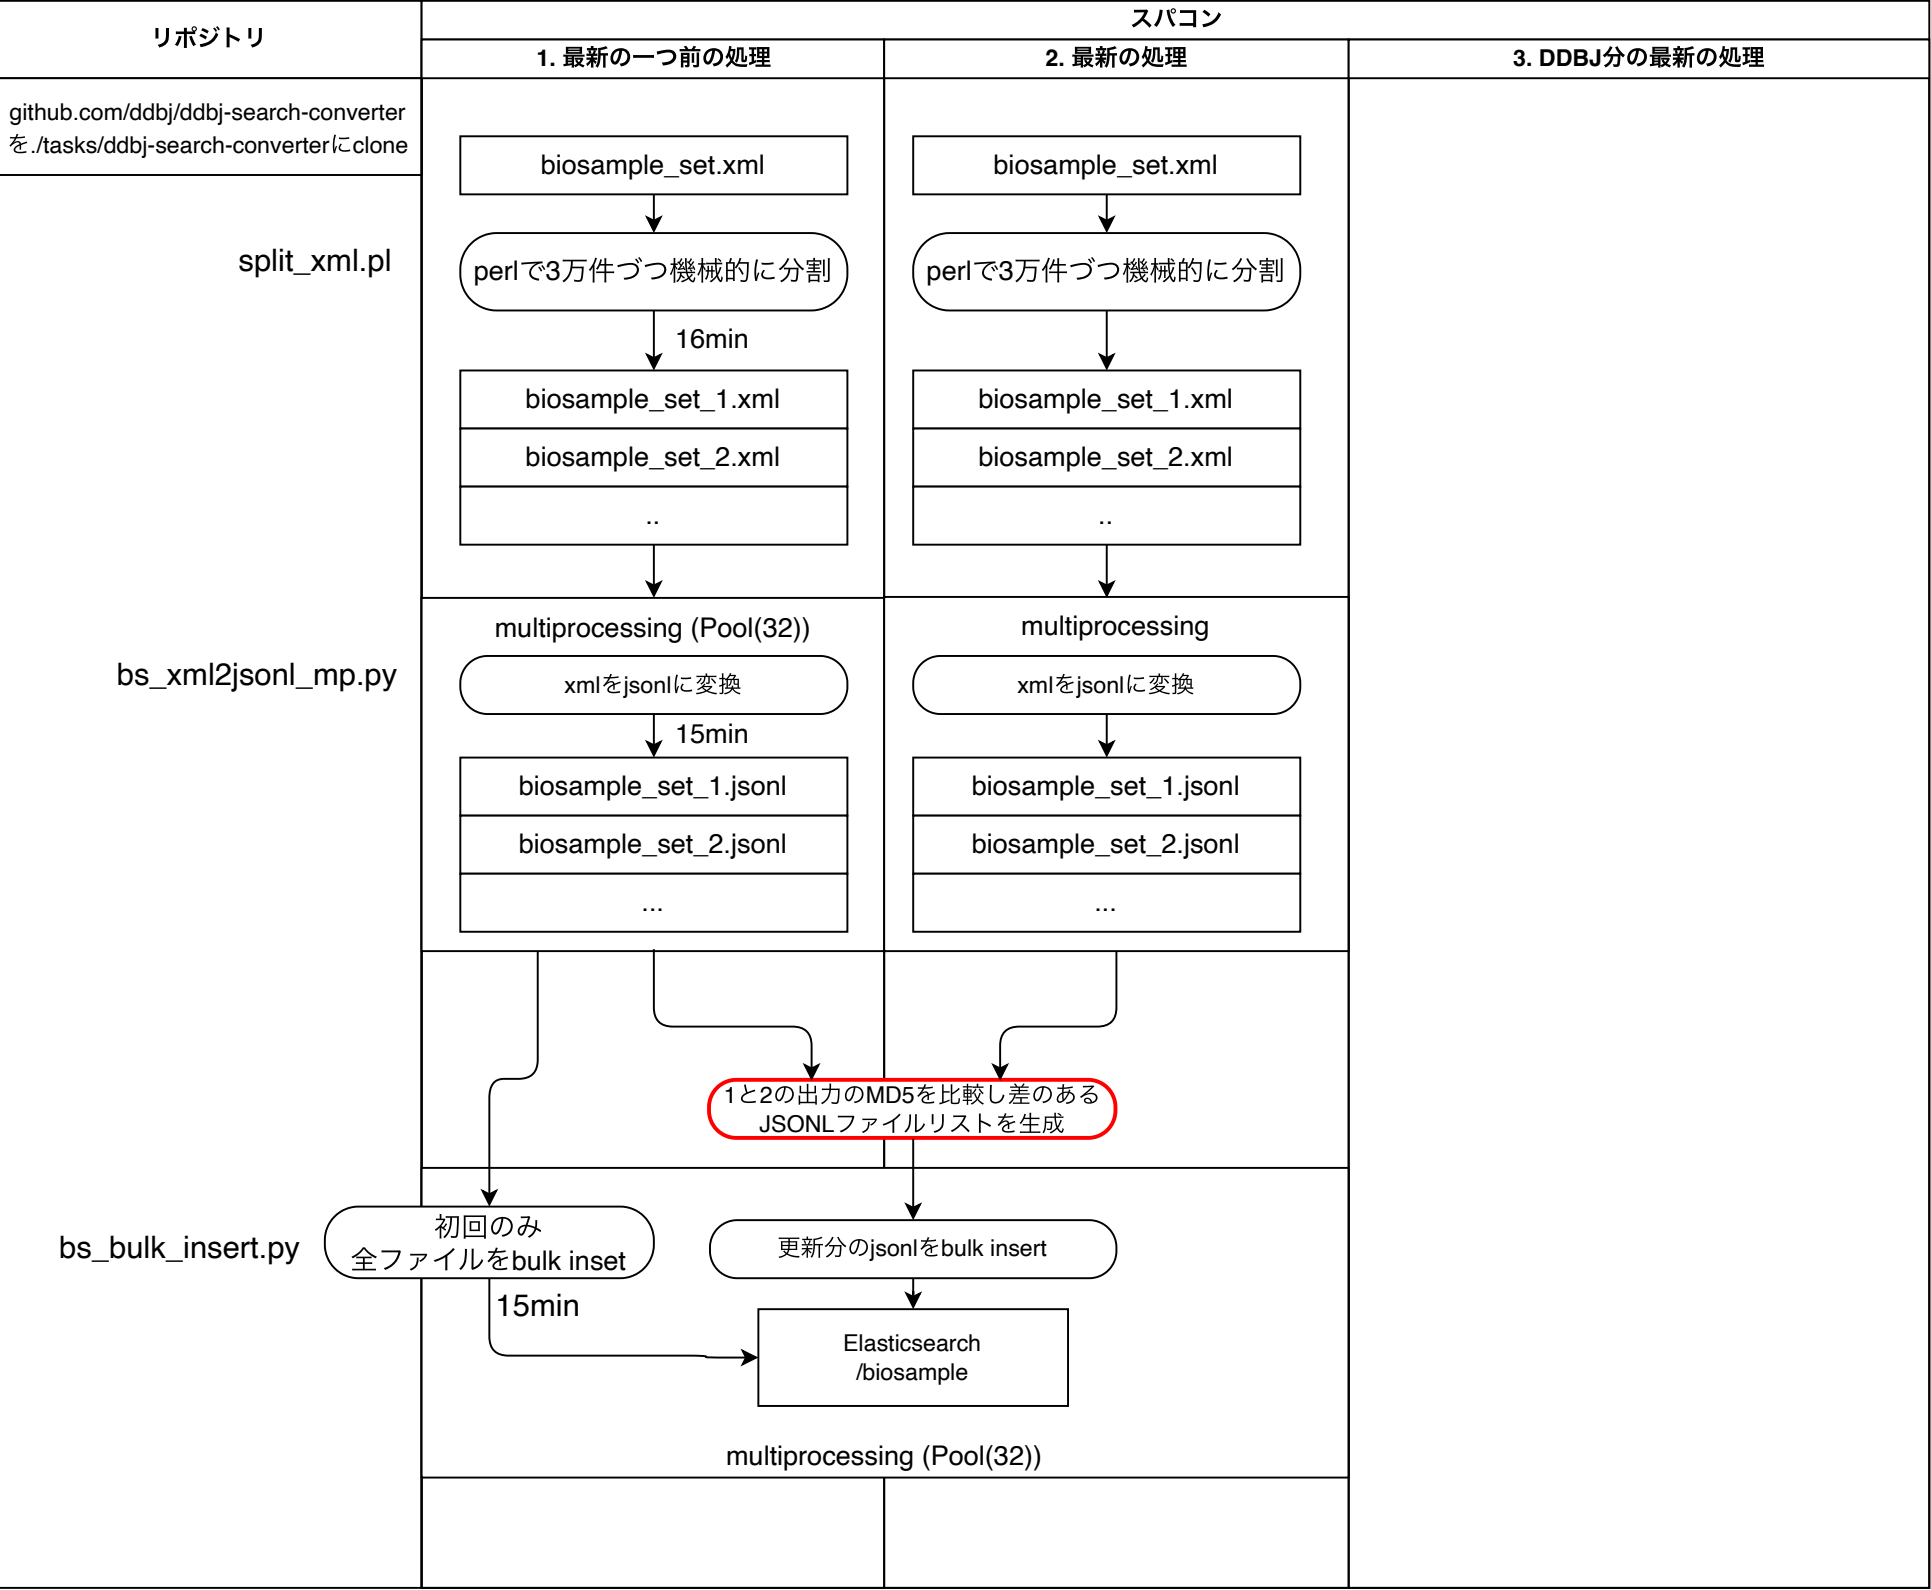 リポジトリ
スパコン
1. 最新の一つ前の処理
2. 最新の処理
3. DDBJ分の最新の処理
github.com/ddbj/ddbj-search-converter
を./tasks/ddbj-search-converterにclone
biosample_set.xml
biosample_set.xml
split_xml.pl
perlで3万件づつ機械的に分割
perlで3万件づつ機械的に分割
16min
biosample_set_1.xml
biosample_set_1.xml
biosample_set_2.xml
biosample_set_2.xml
..
..
multiprocessing (Pool(32))
multiprocessing
bs_xml2jsonl_mp.py
xmlをjsonlに変換
xmlをjsonlに変換
15min
biosample_set_1.jsonl
biosample_set_1.jsonl
biosample_set_2.jsonl
biosample_set_2.jsonl
...
...
1と2の出力のMD5を比較し差のある
JSONLファイルリストを生成
bs_bulk_insert.py
初回のみ
全ファイルをbulk inset
更新分のjsonlをbulk insert
15min
Elasticsearch
/biosample
multiprocessing (Pool(32))